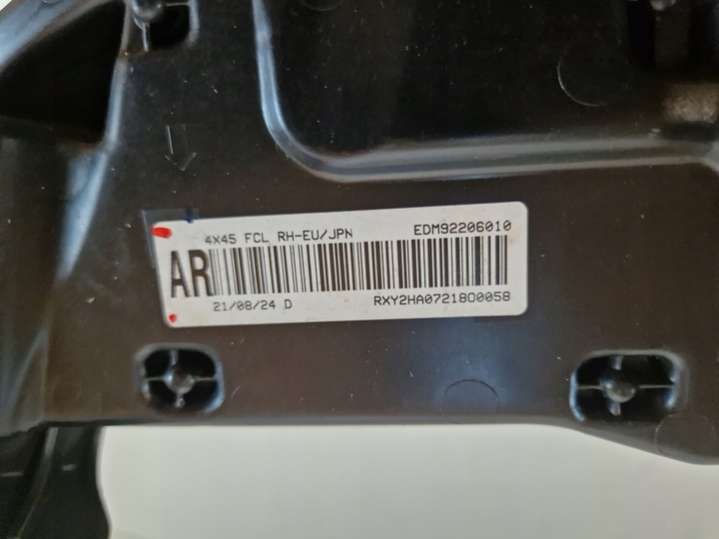 4X45 FCL RH-EU/JPN EDM92206010
AR
21/08/24 D RXY2HA0721800058